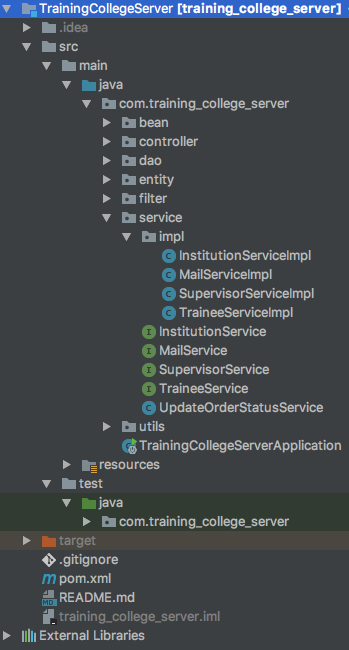 TrainingCollegeServer [training_college_server]
.idea
src
main
java
com.training_college_server
bean
controller
dao
entity
filter
service
impl
InstitutionServiceImpl
MailServiceImpl
SupervisorServiceImpl
TraineeServiceImpl
InstitutionService
MailService
SupervisorService
TraineeService
UpdateOrderStatusService
utils
TrainingCollegeServerApplication
resources
test
java
com.training_college_server
target
.gitignore
pom.xml
README.md
training_college_server.iml
External Libraries